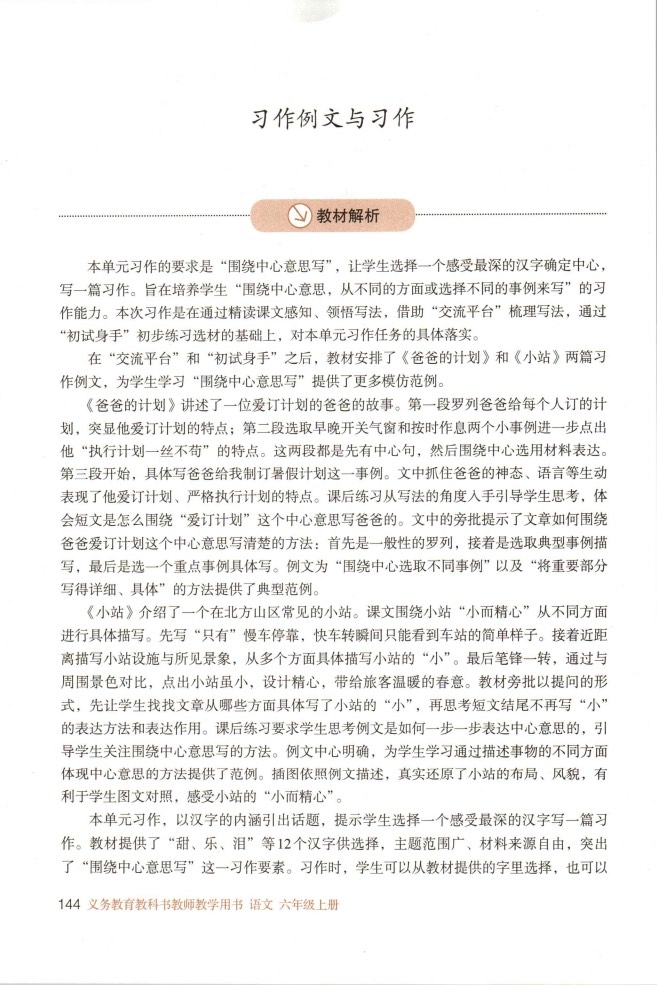 习作例文与习作
教材解析
本单元习作的要求是“围绕中心意思写”，让学生选择一个感受最深的汉字确定中心，
写一篇习作。旨在培养学生“围绕中心意思，从不同的方面或选择不同的事例来写”的习
作能力。本次习作是在通过精读课文感知、领悟写法，借助“交流平台”梳理写法，通过
“初试身手”初步练习选材的基础上，对本单元习作任务的具体落实。
在“交流平台”和“初试身手”之后，教材安排了《爸爸的计划》和《小站》两篇习
作例文，为学生学习“围绕中心意思写”提供了更多模仿范例。
《爸爸的计划》讲述了一位爱订计划的爸爸的故事。第一段罗列爸爸给每个人订的计
划，突显他爱订计划的特点；第二段选取早晚开关气窗和按时作息两个小事例进一步点出
他“执行计划一丝不苟”的特点。这两段都是先有中心句，然后围绕中心选用材料表达。
第三段开始，具体写爸爸给我制订暑假计划这一事例。文中抓住爸爸的神态、语言等生动
表现了他爱订计划、严格执行计划的特点。课后练习从写法的角度入手引导学生思考，体
会短文是怎么围绕“爱订计划”这个中心意思写爸爸的。文中的旁批提示了文章如何围绕
爸爸爱订计划这个中心意思写清楚的方法：首先是一般性的罗列，接着是选取典型事例描
写，最后是选一个重点事例具体写。例文为“围绕中心选取不同事例”以及“将重要部分
写得详细、具体”的方法提供了典型范例。
《小站》介绍了一个在北方山区常见的小站。课文围绕小站“小而精心”从不同方面
进行具体描写。先写“只有”慢车停靠，快车转瞬间只能看到车站的简单样子。接着近距
离描写小站设施与所见景象，从多个方面具体描写小站的“小”。最后笔锋一转，通过与
周围景色对比，点出小站虽小，设计精心，带给旅客温暖的春意。教材旁批以提问的形
式，先让学生找找文章从哪些方面具体写了小站的“小”，再思考短文结尾不再写“小”
的表达方法和表达作用。课后练习要求学生思考例文是如何一步一步表达中心意思的，引
导学生关注围绕中心意思写的方法。例文中心明确，为学生学习通过描述事物的不同方面
体现中心意思的方法提供了范例。插图依照例文描述，真实还原了小站的布局、风貌，有
利于学生图文对照，感受小站的“小而精心”。
本单元习作，以汉字的内涵引出话题，提示学生选择一个感受最深的汉字写一篇习
作。教材提供了“甜、乐、泪”等12个汉字供选择，主题范围广、材料来源自由，突出
了“围绕中心意思写”这一习作要素。习作时，学生可以从教材提供的字里选择，也可以
144 义务教育教科书教师教学用书 语文 六年级上册